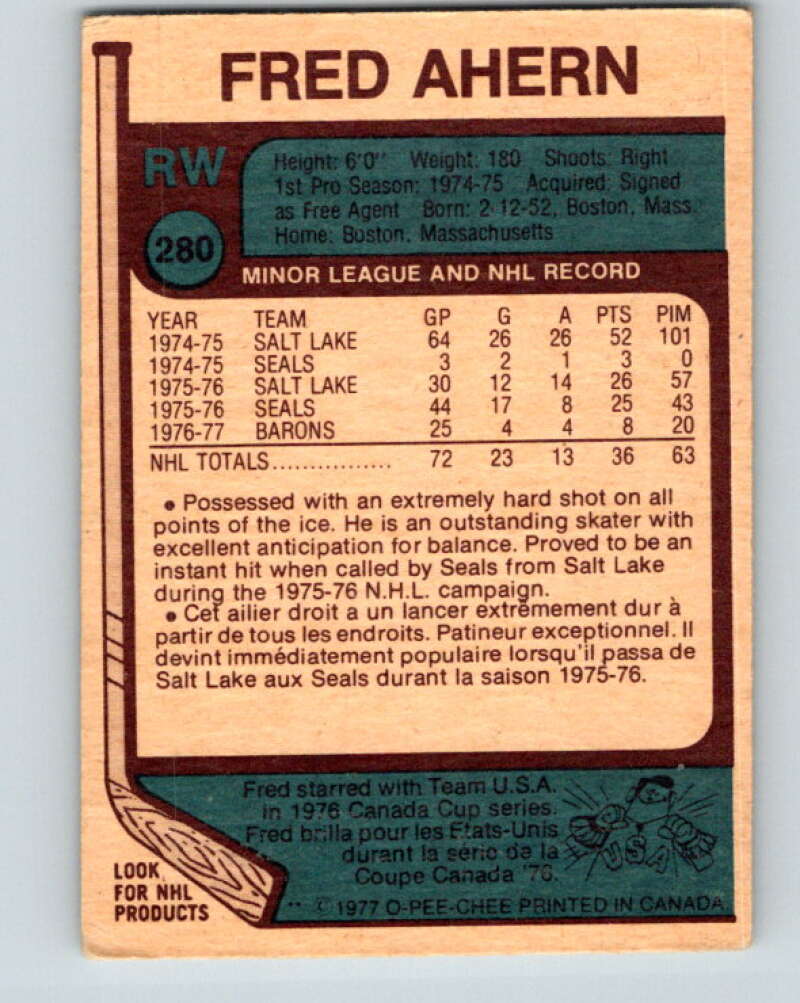 FRED AHERN
RW
280
Height: 6'0" Weight: 180 Shoots: Right
1st Pro Season: 1974-75 Acquired: Signed
as Free Agent Born: 2-12-52, Boston, Mass.
Home: Boston, Massachusetts
MINOR LEAGUE AND NHL RECORD
YEAR TEAM GP G A PTS PIM
1974-75 SALT LAKE 64 26 26 52 101
1974-75 SEALS 3 2 1 3 0
1975-76 SALT LAKE 30 12 14 26 57
1975-76 SEALS 44 17 8 25 43
1976-77 BARONS 25 4 4 8 20
NHL TOTALS................ 72 23 13 36 63
• Possessed with an extremely hard shot on all
points of the ice. He is an outstanding skater with
excellent anticipation for balance. Proved to be an
instant hit when called by Seals from Salt Lake
during the 1975-76 N.H.L. campaign.
• Cet ailier droit a un lancer extrêmement dur à
partir de tous les endroits. Patineur exceptionnel. Il
devint immédiatement populaire lorsqu'il passa de
Salt Lake aux Seals durant la saison 1975-76.
Fred starred with Team U.S.A.
in 1976 Canada Cup series.
Fred brilla pour les États-Unis
durant la série de la
Coupe Canada '76.
USA
LOOK
FOR NHL
PRODUCTS
** © 1977 O-PEE-CHEE PRINTED IN CANADA